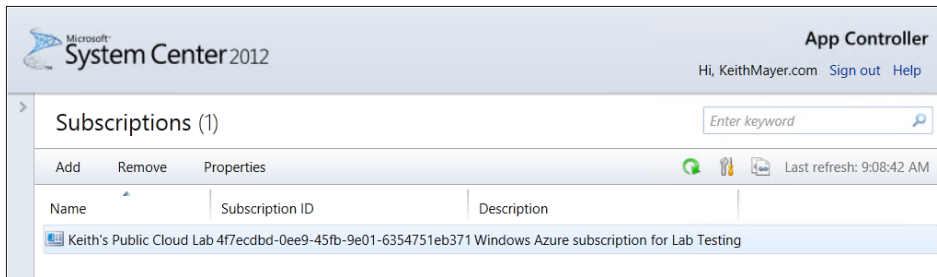 Microsoft
System Center 2012
App Controller
Hi, KeithMayer.com Sign out Help
Subscriptions (1)
Enter keyword
Add Remove Properties
Last refresh: 9:08:42 AM
Name Subscription ID Description
Keith's Public Cloud Lab 4f7ecdbd-0ee9-45fb-9e01-6354751eb371 Windows Azure subscription for Lab Testing